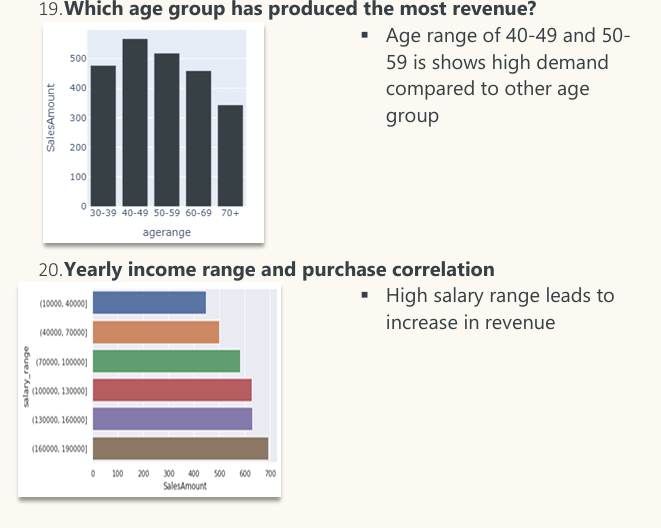 19.Which age group has produced the most revenue?
▪ Age range of 40-49 and 50-
59 is shows high demand
compared to other age
group
SalesAmount
500
400
300
200
100
0
30-39 40-49 50-59 60-69 70+
agerange
20.Yearly income range and purchase correlation
▪ High salary range leads to
increase in revenue
salary_range
(10000, 40000]
(40000, 70000]
(70000, 100000]
(100000, 130000]
(130000, 160000]
(160000, 190000]
0 100 200 300 400 500 600 700
SalesAmount